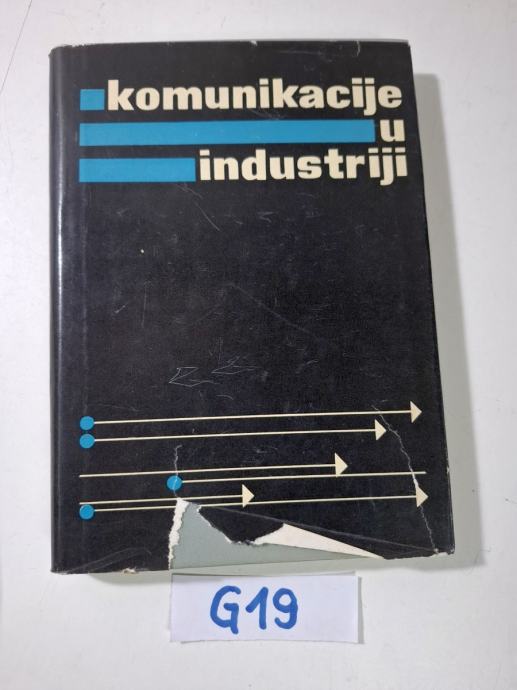 komunikacije
u
industriji
G19